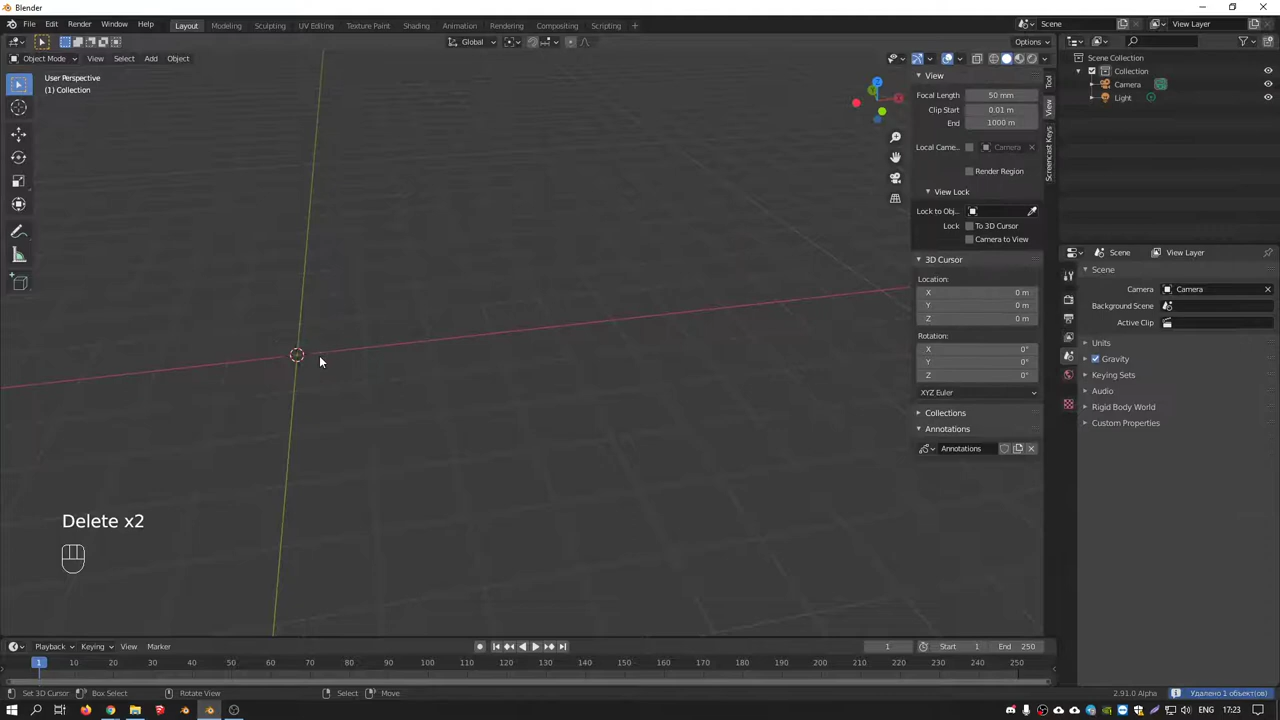 Blender
File Edit Render Window Help Layout Modeling Sculpting UV Editing Texture Paint Shading Animation Rendering Compositing Scripting + Scene View Layer
Global Options
Object Mode View Select Add Object
User Perspective
(1) Collection
Z
Y
X
View
Focal Length 50 mm
Clip Start 0.01 m
End 1000 m
Local Came... Camera
Render Region
View Lock
Lock to Obj...
Lock To 3D Cursor
Camera to View
3D Cursor
Location:
X 0 m
Y 0 m
Z 0 m
Rotation:
X 0°
Y 0°
Z 0°
XYZ Euler
Collections
Annotations
Annotations
Tool
View
Screencast Keys
Scene Collection
Collection
Camera
Light
Scene View Layer
Scene
Camera Camera
Background Scene
Active Clip
Units
Gravity
Keying Sets
Audio
Rigid Body World
Custom Properties
Delete x2
Playback Keying View Marker 1 Start 1 End 250
1 10 20 30 40 50 60 70 80 90 100 110 120 130 140 150 160 170 180 190 200 210 220 230 240 250
Set 3D Cursor Box Select Rotate View Select Move 2.91.0 Alpha Удалено 1 объект(ов)
ENG 17:23